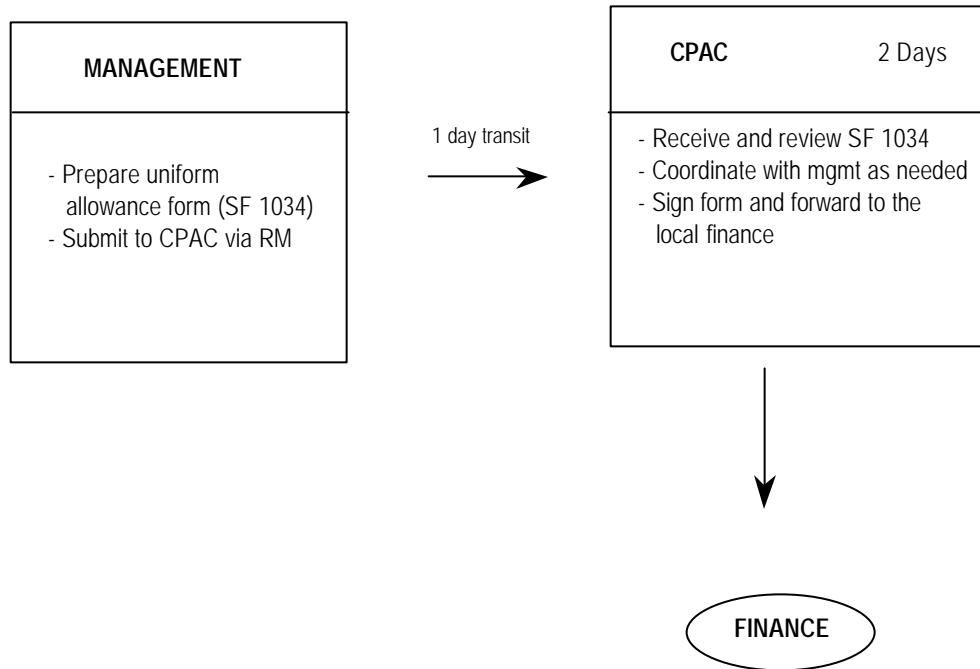 MANAGEMENT
- Prepare uniform
allowance form (SF 1034)
- Submit to CPAC via RM
1 day transit
CPAC 2 Days
- Receive and review SF 1034
- Coordinate with mgmt as needed
- Sign form and forward to the
local finance
FINANCE